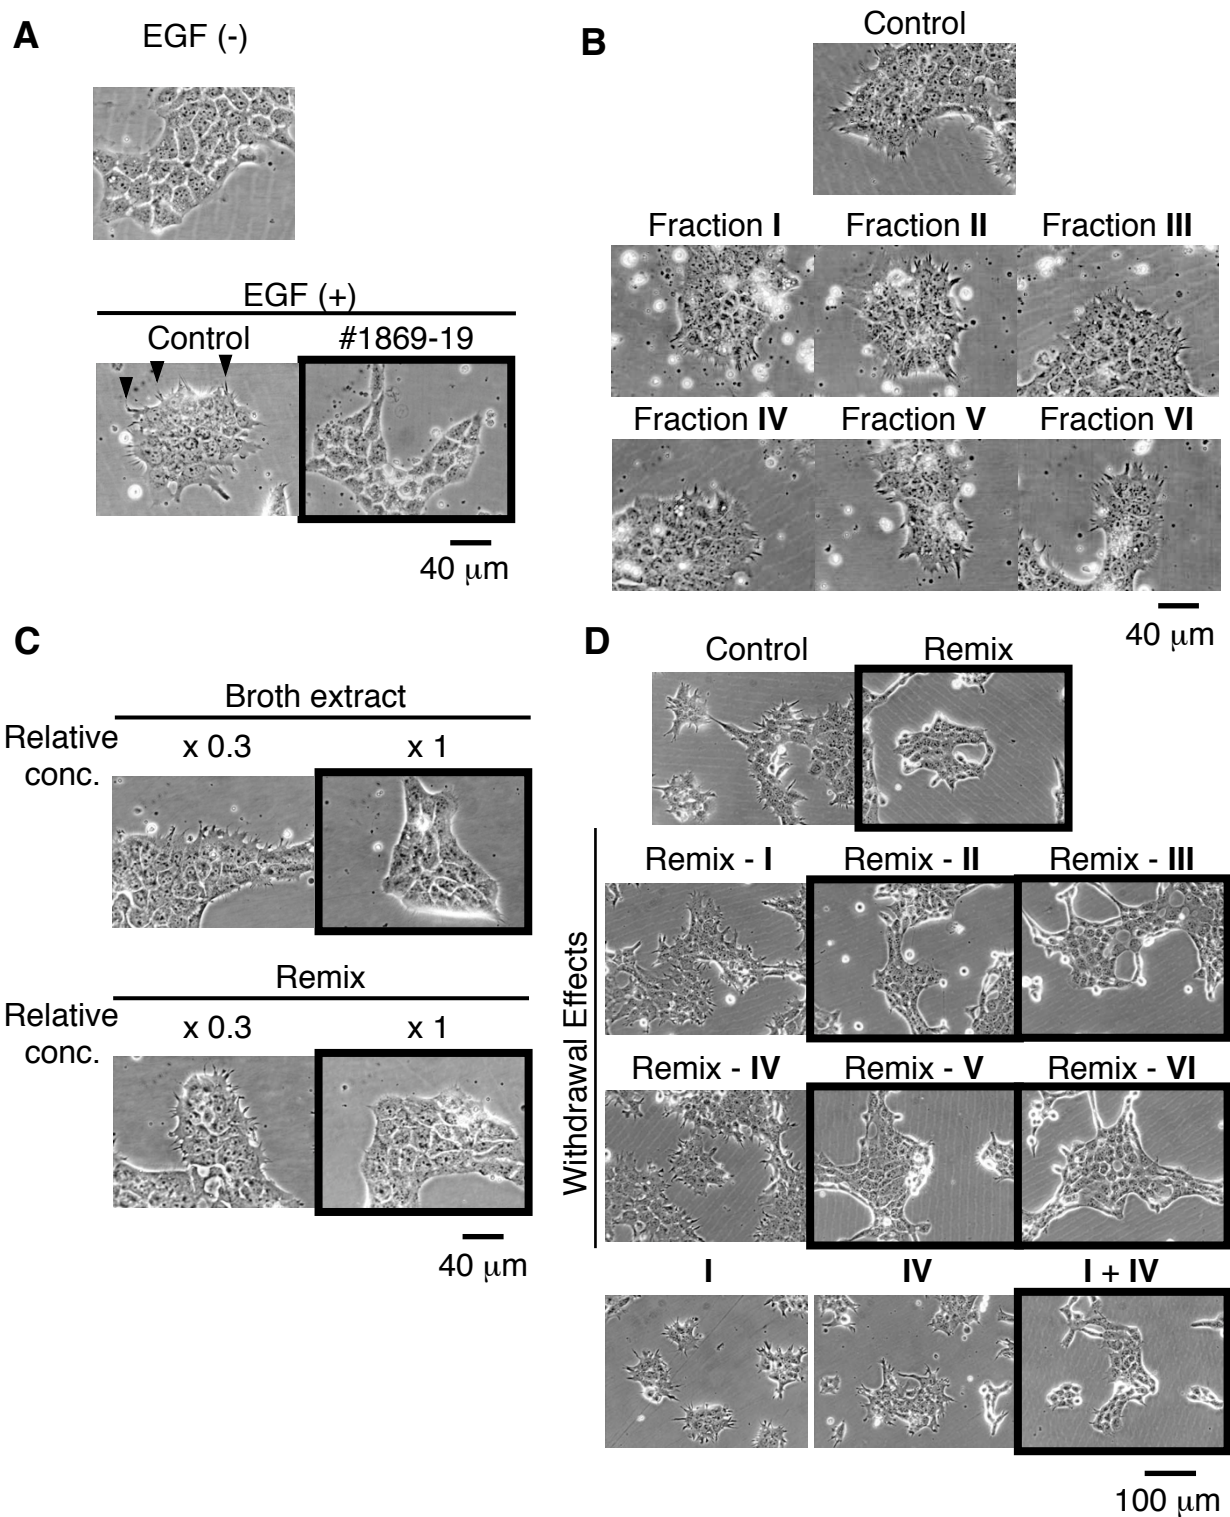 A
EGF (-)
EGF (+)
Control
#1869-19
40 μm
B
Control
Fraction I
Fraction II
Fraction III
Fraction IV
Fraction V
Fraction VI
40 μm
C
Broth extract
Relative
conc.
x 0.3
x 1
Remix
Relative
conc.
x 0.3
x 1
40 μm
D
Control
Remix
Withdrawal Effects
Remix - I
Remix - II
Remix - III
Remix - IV
Remix - V
Remix - VI
I
IV
I + IV
100 μm